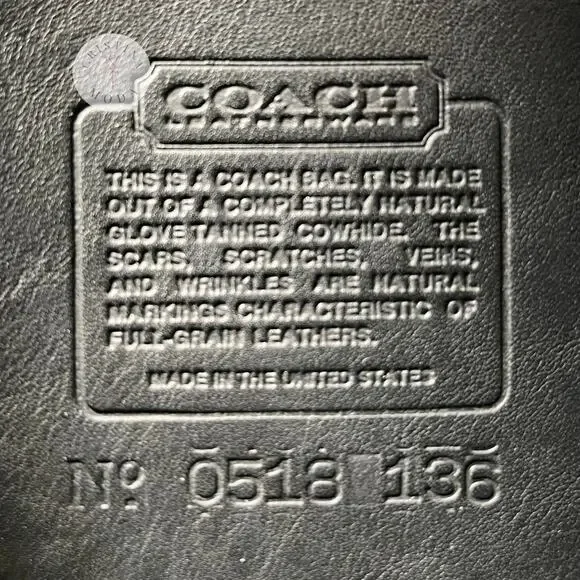 COACH
LEATHERWARE
THIS IS A COACH BAG. IT IS MADE
OUT OF A COMPLETELY NATURAL
GLOVE TANNED COWHIDE. THE
SCARS, SCRATCHES, VEINS,
AND WRINKLES ARE NATURAL
MARKINGS CHARACTERISTIC OF
FULL-GRAIN LEATHERS.
MADE IN THE UNITED STATES
No 0518 136